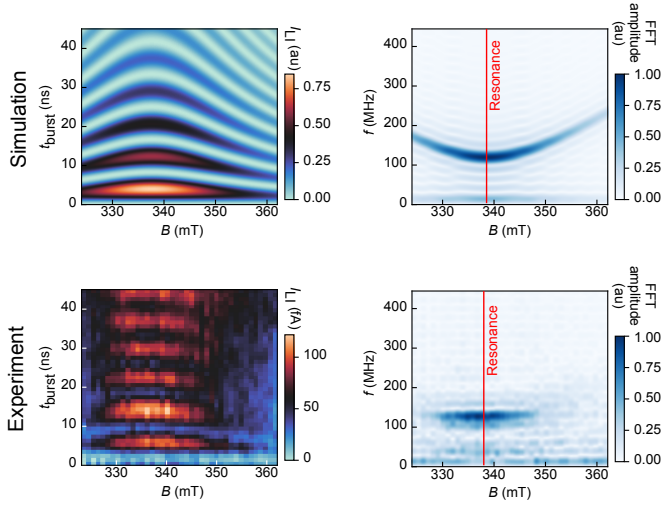 Simulation
t_burst (ns)
40
30
20
10
0
330
340
350
360
B (mT)
I_LI (au)
0.75
0.50
0.25
0.00
f (MHz)
400
300
200
100
0
Resonance
330
340
350
360
B (mT)
FFT
amplitude
(au)
1.00
0.75
0.50
0.25
0.00
Experiment
t_burst (ns)
40
30
20
10
0
330
340
350
360
B (mT)
I_LI (fA)
100
50
0
f (MHz)
400
300
200
100
0
Resonance
330
340
350
360
B (mT)
FFT
amplitude
(au)
1.00
0.75
0.50
0.25
0.00